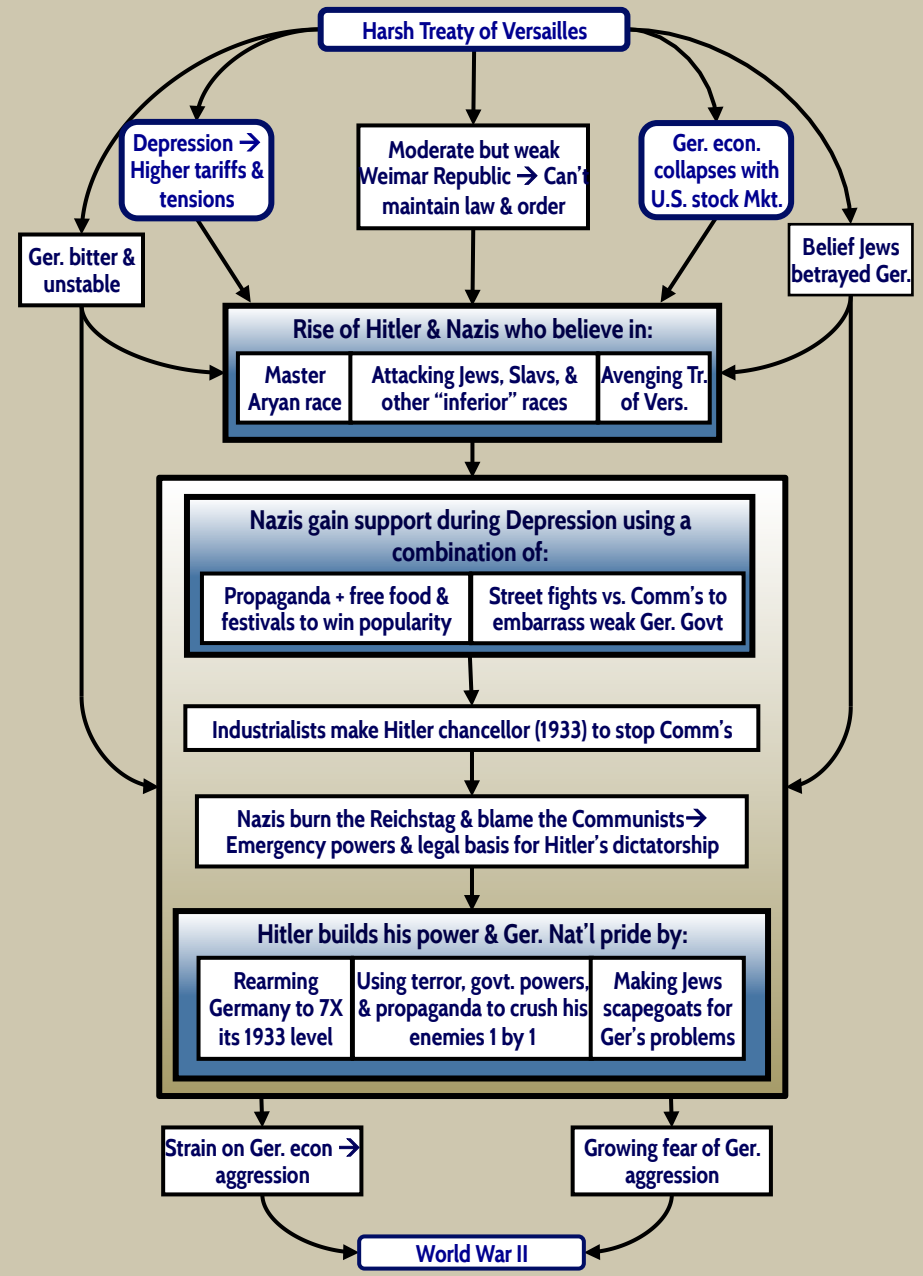 Harsh Treaty of Versailles
Depression →
Higher tariffs &
tensions
Moderate but weak
Weimar Republic → Can't
maintain law & order
Ger. econ.
collapses with
U.S. stock Mkt.
Ger. bitter &
unstable
Belief Jews
betrayed Ger.
Rise of Hitler & Nazis who believe in:
Master
Aryan race
Attacking Jews, Slavs, &
other “inferior” races
Avenging Tr.
of Vers.
Nazis gain support during Depression using a
combination of:
Propaganda + free food &
festivals to win popularity
Street fights vs. Comm’s to
embarrass weak Ger. Govt
Industrialists make Hitler chancellor (1933) to stop Comm’s
Nazis burn the Reichstag & blame the Communists→
Emergency powers & legal basis for Hitler’s dictatorship
Hitler builds his power & Ger. Nat’l pride by:
Rearming
Germany to 7X
its 1933 level
Using terror, govt. powers,
& propaganda to crush his
enemies 1 by 1
Making Jews
scapegoats for
Ger’s problems
Strain on Ger. econ →
aggression
Growing fear of Ger.
aggression
World War II